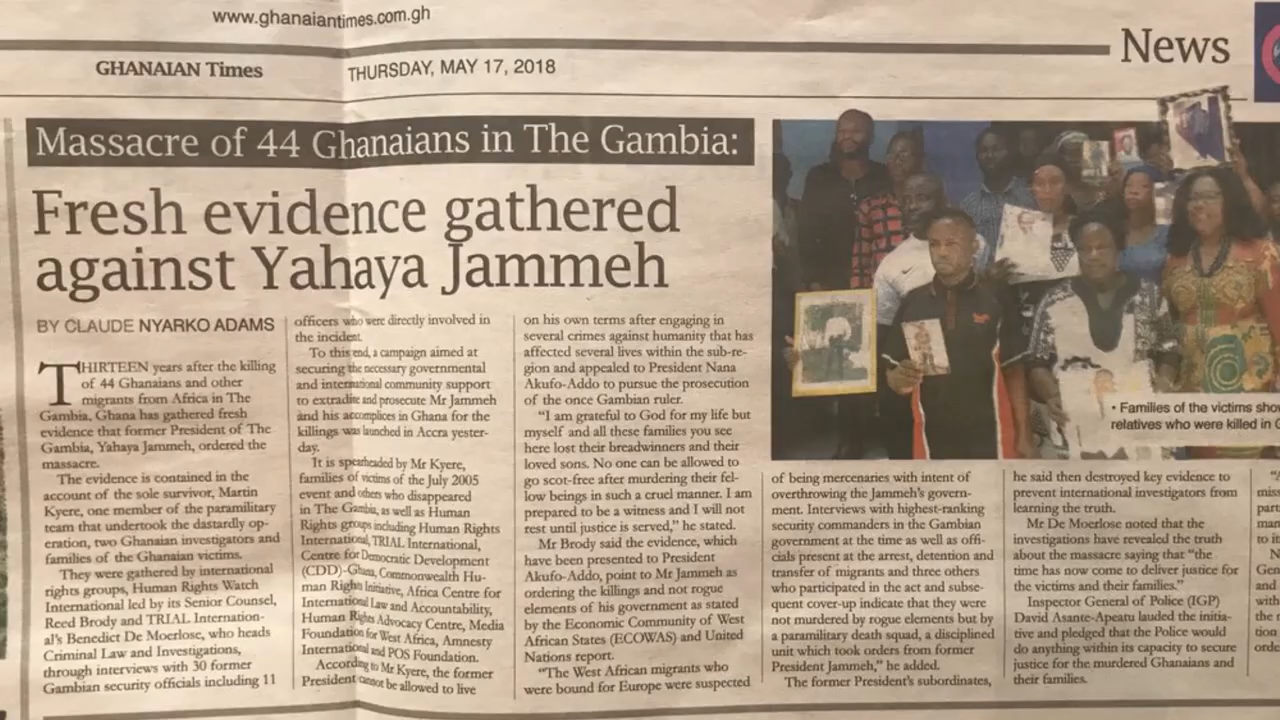 www.ghanaiantimes.com.gh
News
GHANAIAN Times
THURSDAY, MAY 17, 2018
Massacre of 44 Ghanaians in The Gambia:
Fresh evidence gathered
against Yahaya Jammeh
BY CLAUDE NYARKO ADAMS
THIRTEEN years after the killing
of 44 Ghanaians and other
migrants from Africa in The
Gambia, Ghana has gathered fresh
evidence that former President of The
Gambia, Yahaya Jammeh, ordered the
massacre.
The evidence is contained in the
account of the sole survivor, Martin
Kyere, one member of the paramilitary
team that undertook the dastardly op-
eration, two Ghanaian investigators and
families of the Ghanaian victims.
They were gathered by international
rights groups, Human Rights Watch
International led by its Senior Counsel,
Reed Brody and TRIAL Internation-
al's Benedict De Moerlose, who heads
Criminal Law and Investigations,
through interviews with 30 former
Gambian security officials including 11
officers who were directly involved in
the incident.
To this end, a campaign aimed at
securing the necessary governmental
and international community support
to extradite and prosecute Mr Jammeh
and his accomplices in Ghana for the
killings was launched in Accra yester-
day.
It is spearheaded by Mr Kyere,
families of victims of the July 2005
event and others who disappeared
in The Gambia, as well as Human
Rights groups including Human Rights
International, TRIAL International,
Centre for Democratic Development
(CDD)-Ghana, Commonwealth Hu-
man Rights Initiative, Africa Centre for
International Law and Accountability,
Human Rights Advocacy Centre, Media
Foundation for West Africa, Amnesty
International and POS Foundation.
According to Mr Kyere, the former
President cannot be allowed to live
on his own terms after engaging in
several crimes against humanity that has
affected several lives within the sub-re-
gion and appealed to President Nana
Akufo-Addo to pursue the prosecution
of the once Gambian ruler.
"I am grateful to God for my life but
myself and all these families you see
here lost their breadwinners and their
loved sons. No one can be allowed to
go scot-free after murdering their fel-
low beings in such a cruel manner. I am
prepared to be a witness and I will not
rest until justice is served," he stated.
Mr Brody said the evidence, which
have been presented to President
Akufo-Addo, point to Mr Jammeh as
ordering the killings and not rogue
elements of his government as stated
by the Economic Community of West
African States (ECOWAS) and United
Nations report.
"The West African migrants who
were bound for Europe were suspected
• Families of the victims sho
relatives who were killed in G
of being mercenaries with intent of
overthrowing the Jammeh's govern-
ment. Interviews with highest-ranking
security commanders in the Gambian
government at the time as well as offi-
cials present at the arrest, detention and
transfer of migrants and three others
who participated in the act and subse-
quent cover-up indicate that they were
not murdered by rogue elements but by
a paramilitary death squad, a disciplined
unit which took orders from former
President Jammeh," he added.
The former President's subordinates,
he said then destroyed key evidence to
prevent international investigators from
learning the truth.
Mr De Moerlose noted that the
investigations have revealed the truth
about the massacre saying that "the
time has now come to deliver justice for
the victims and their families."
Inspector General of Police (IGP)
David Asante-Apeatu lauded the initia-
tive and pledged that the Police would
do anything within its capacity to secure
justice for the murdered Ghanaians and
their families.
miss
part
man
to it
N
Gen
and
with
the
tion
orde